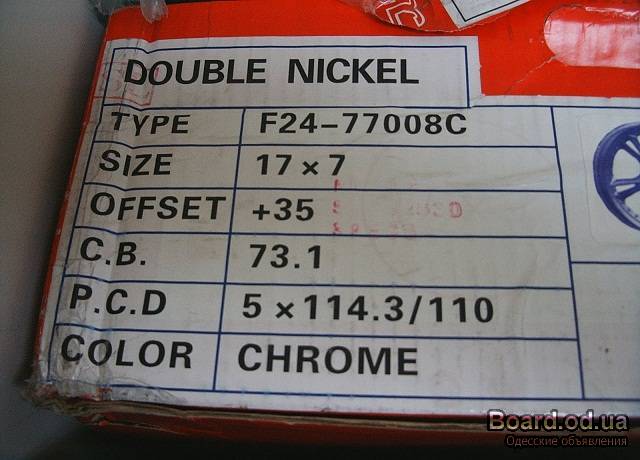 DOUBLE NICKEL
TYPE F24-77008C
SIZE 17 × 7
OFFSET +35
C.B. 73.1
P.C.D 5 × 114.3/110
COLOR CHROME
Board.od.ua
Одесские объявления